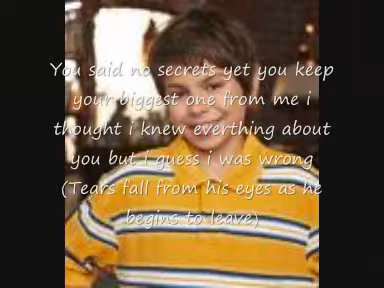 You said no secrets yet you keep
your biggest one from me i
thought i knew everthing about
you but i guess i was wrong
(Tears fall from his eyes as he
begins to leave)